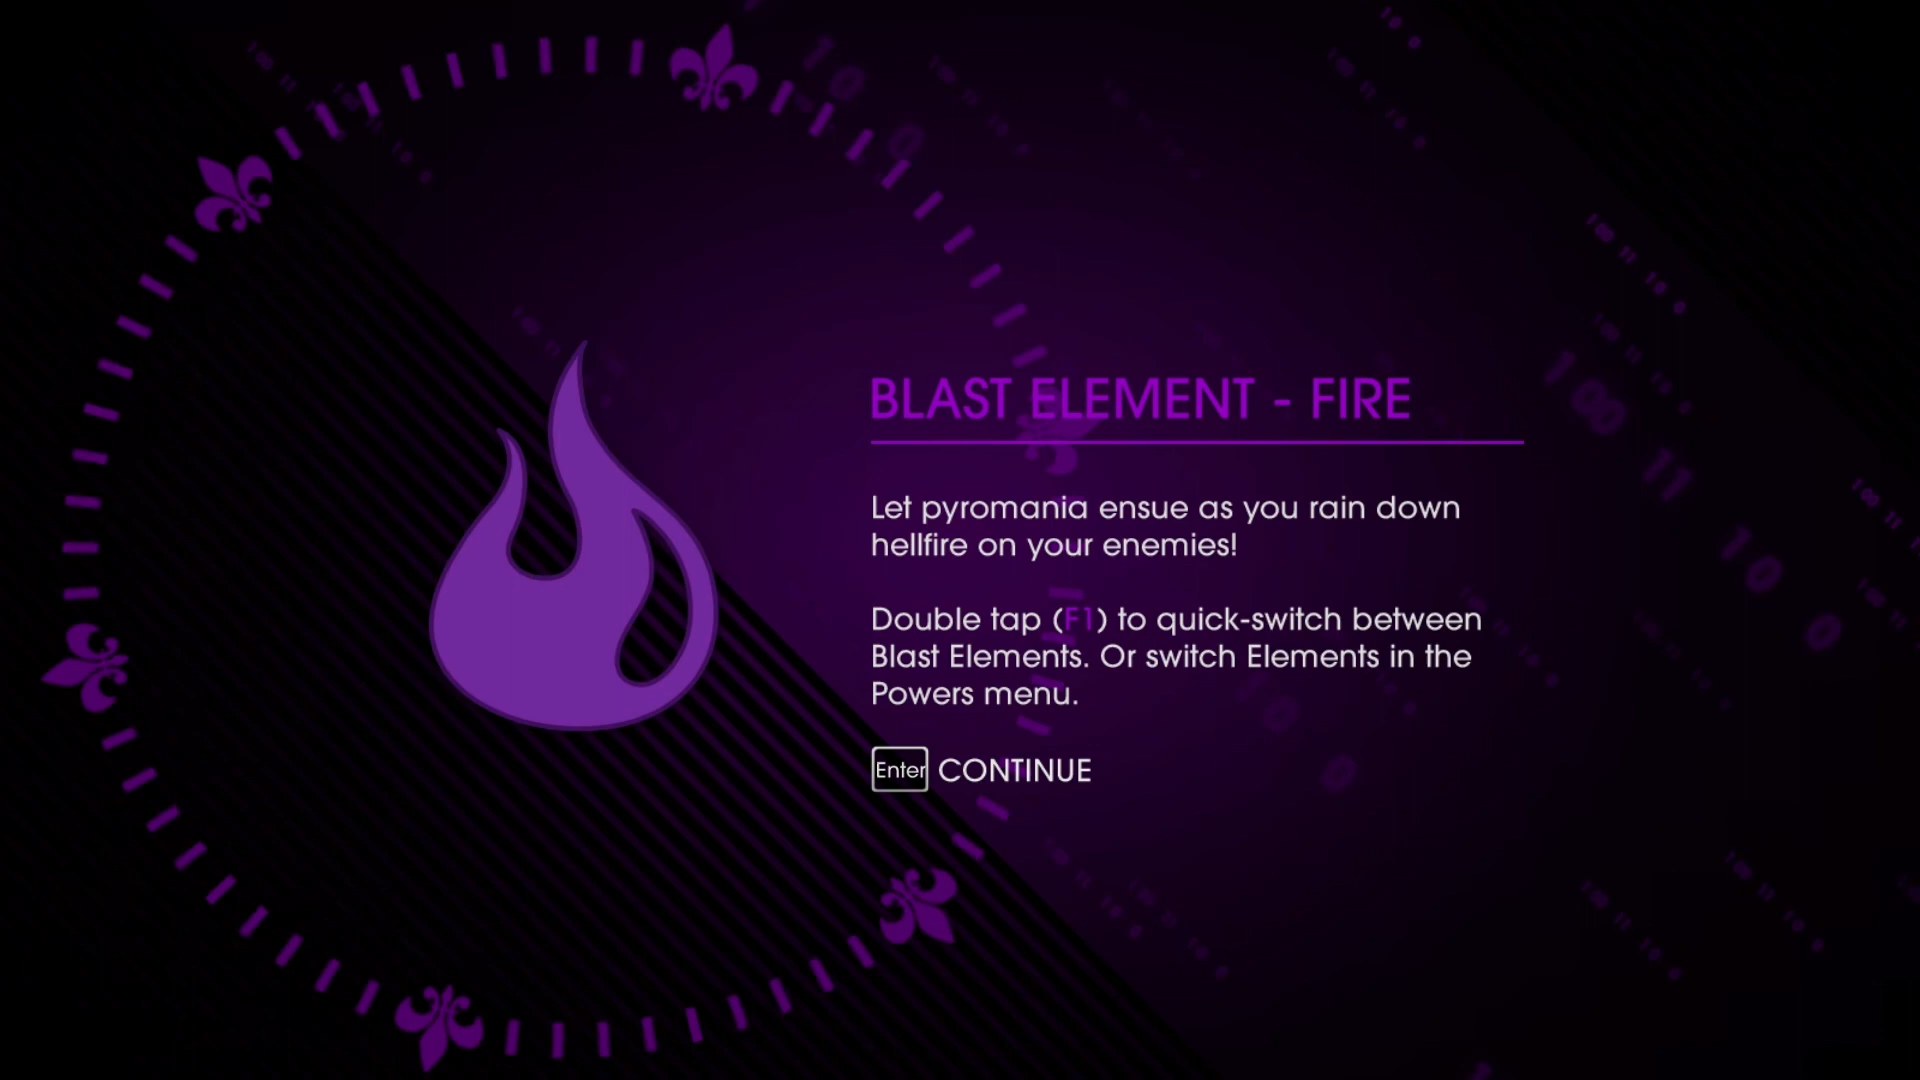 BLAST ELEMENT - FIRE
Let pyromania ensue as you rain down
hellfire on your enemies!
Double tap (F1) to quick-switch between
Blast Elements. Or switch Elements in the
Powers menu.
Enter CONTINUE